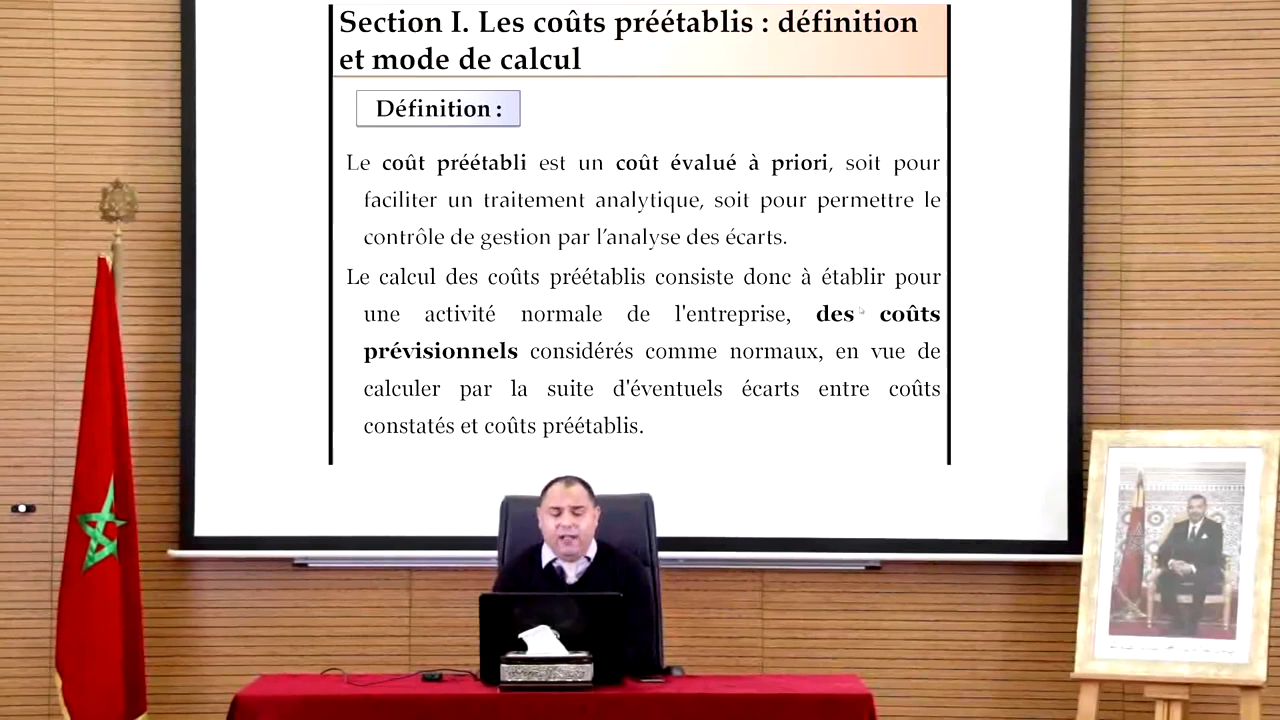 Section I. Les coûts préétablis : définition
et mode de calcul
Définition :
Le coût préétabli est un coût évalué à priori, soit pour
faciliter un traitement analytique, soit pour permettre le
contrôle de gestion par l’analyse des écarts.
Le calcul des coûts préétablis consiste donc à établir pour
une activité normale de l'entreprise, des coûts
prévisionnels considérés comme normaux, en vue de
calculer par la suite d'éventuels écarts entre coûts
constatés et coûts préétablis.